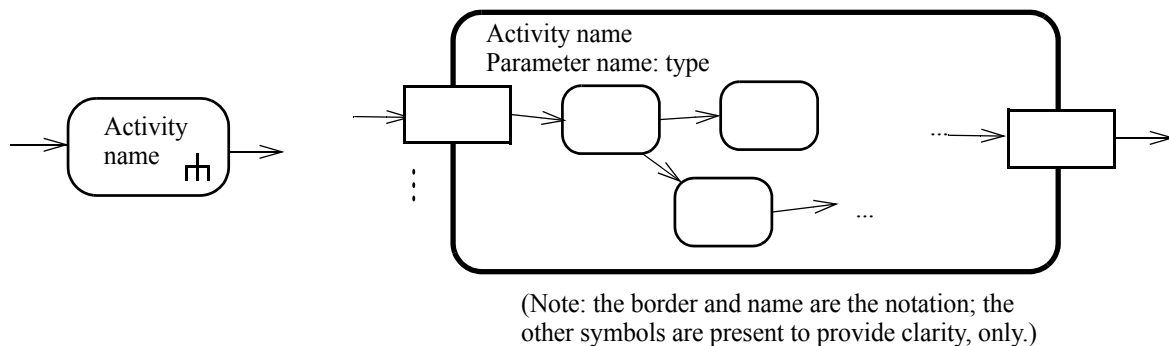 Activity
name
Activity name
Parameter name: type
...
...
(Note: the border and name are the notation; the
other symbols are present to provide clarity, only.)